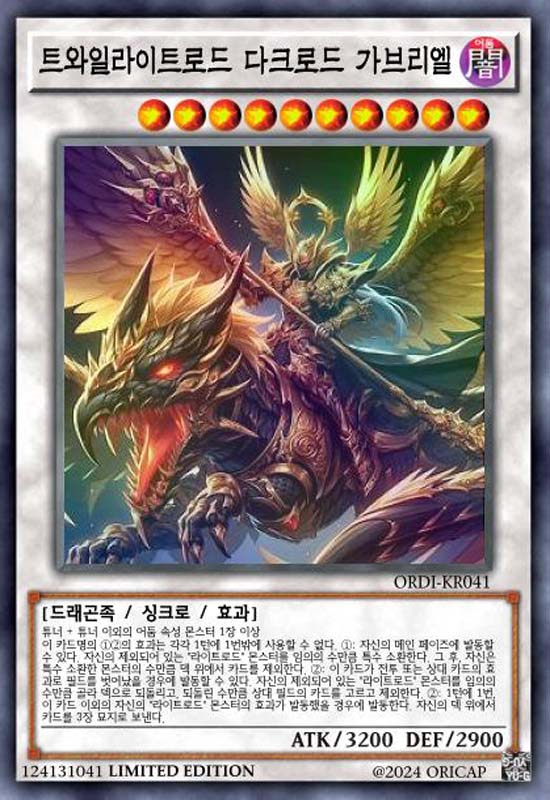 트와일라이트로드 다크로드 가브리엘
어둠
闇
ORDI-KR041
[드래곤족 / 싱크로 / 효과]
튜너 + 튜너 이외의 어둠 속성 몬스터 1장 이상
이 카드명의 ①②의 효과는 각각 1턴에 1번밖에 사용할 수 없다. ①: 자신의 메인 페이즈에 발동할
수 있다. 자신의 제외되어 있는 "라이트로드" 몬스터를 임의의 수만큼 특수 소환한다. 그 후, 자신은
특수 소환한 몬스터의 수만큼 덱 위에서 카드를 제외한다. ②: 이 카드가 전투 또는 상대 카드의 효
과로 필드를 벗어났을 경우에 발동할 수 있다. 자신의 제외되어 있는 "라이트로드" 몬스터를 임의의
수만큼 골라 덱으로 되돌리고, 되돌린 수만큼 상대 필드의 카드를 고르고 제외한다. ②: 1턴에 1번,
이 카드 이외의 자신의 "라이트로드" 몬스터의 효과가 발동했을 경우에 발동한다. 자신의 덱 위에서
카드를 3장 묘지로 보낸다.
ATK/3200 DEF/2900
124131041 LIMITED EDITION
©2024 ORICAP